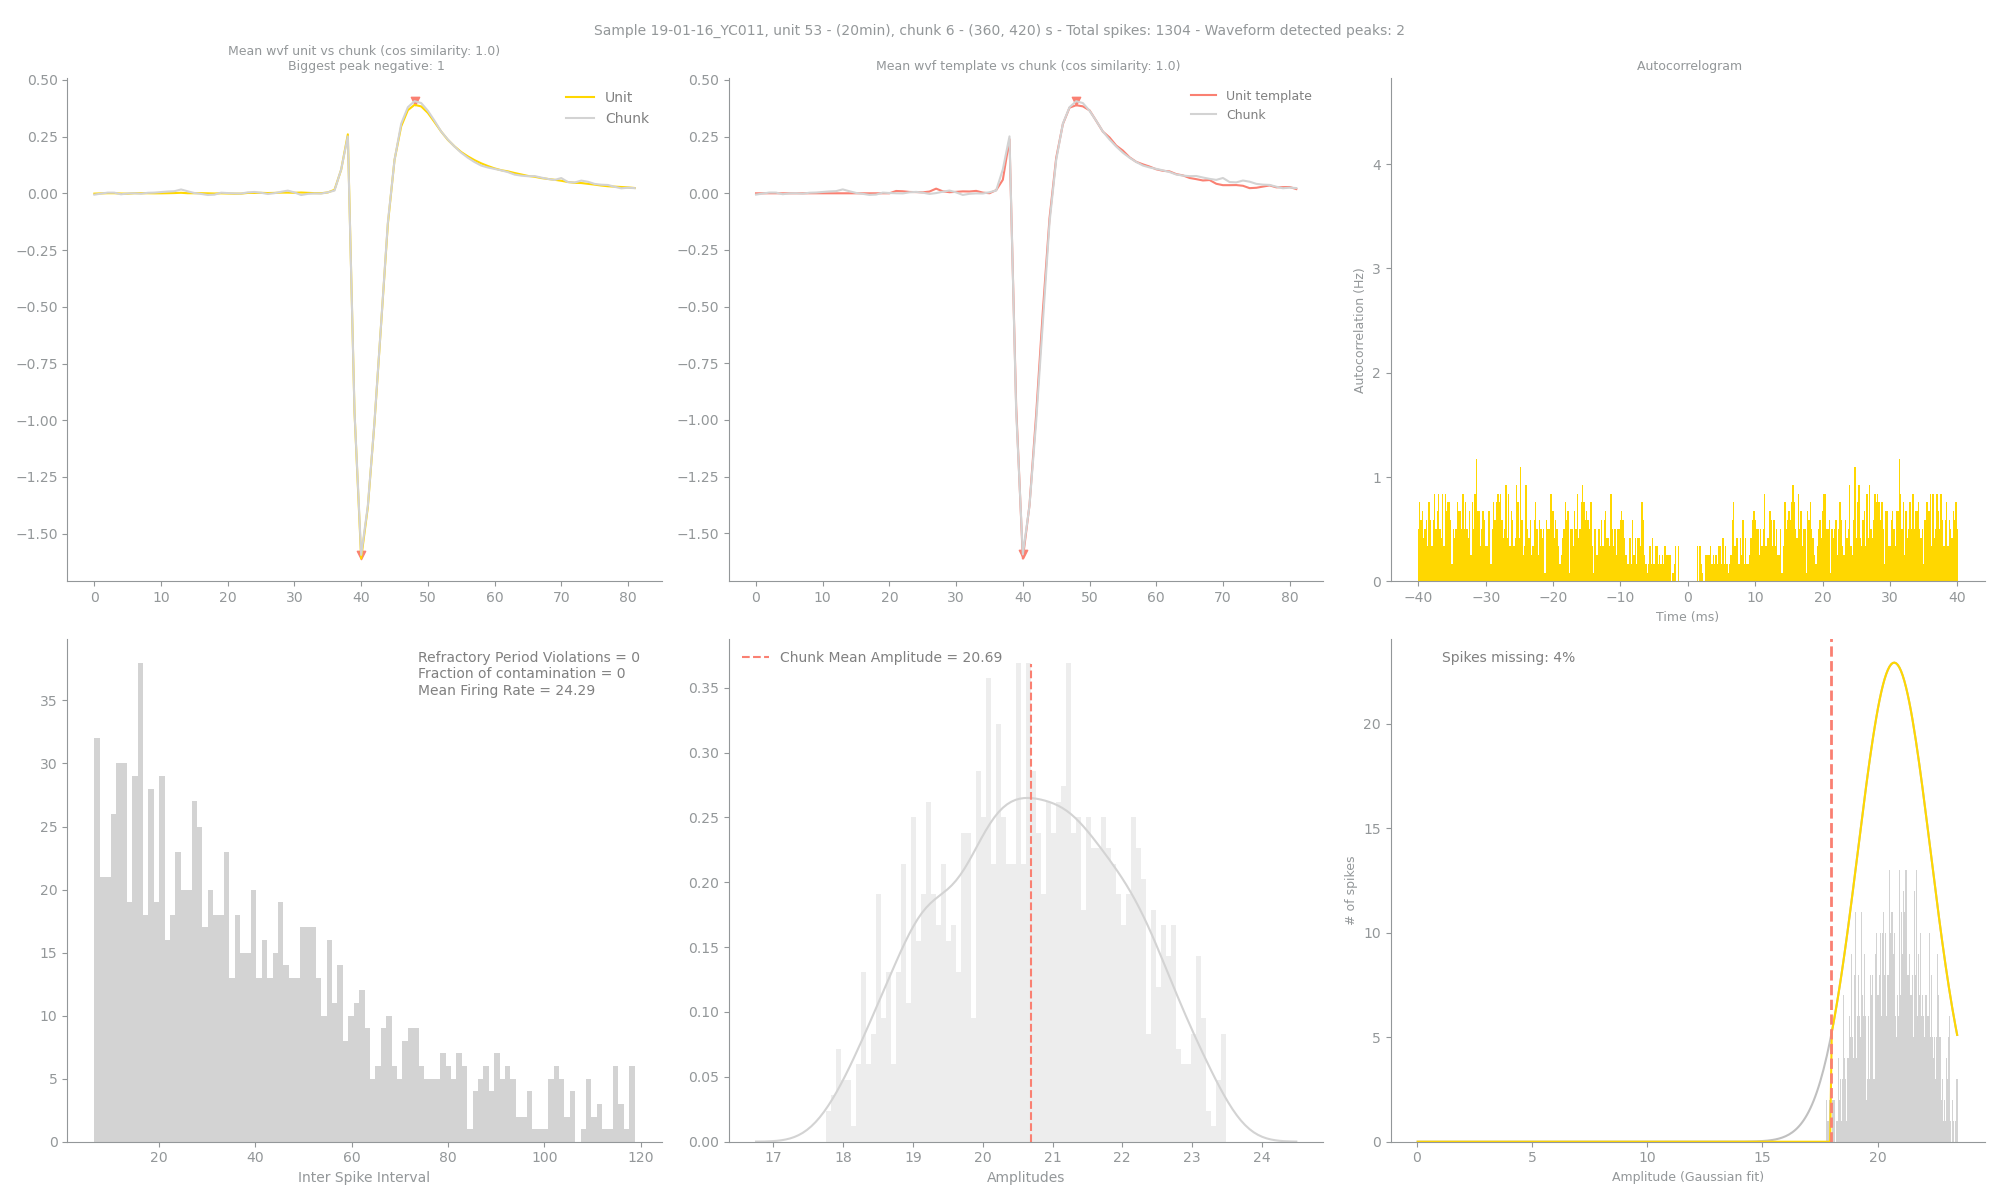 Sample 19-01-16_YC011, unit 53 - (20min), chunk 6 - (360, 420) s - Total spikes: 1304 - Waveform detected peaks: 2
Mean wvf unit vs chunk (cos similarity: 1.0)
Biggest peak negative: 1
Unit
Chunk
0.50
0.25
0.00
−0.25
−0.50
−0.75
−1.00
−1.25
−1.50
0 10 20 30 40 50 60 70 80
Mean wvf template vs chunk (cos similarity: 1.0)
Unit template
Chunk
0.50
0.25
0.00
−0.25
−0.50
−0.75
−1.00
−1.25
−1.50
0 10 20 30 40 50 60 70 80
Autocorrelogram
Autocorrelation (Hz)
4
3
2
1
0
−40 −30 −20 −10 0 10 20 30 40
Time (ms)
Refractory Period Violations = 0
Fraction of contamination = 0
Mean Firing Rate = 24.29
35
30
25
20
15
10
5
0
20 40 60 80 100 120
Inter Spike Interval
Chunk Mean Amplitude = 20.69
0.35
0.30
0.25
0.20
0.15
0.10
0.05
0.00
17 18 19 20 21 22 23 24
Amplitudes
Spikes missing: 4%
# of spikes
20
15
10
5
0
0 5 10 15 20
Amplitude (Gaussian fit)